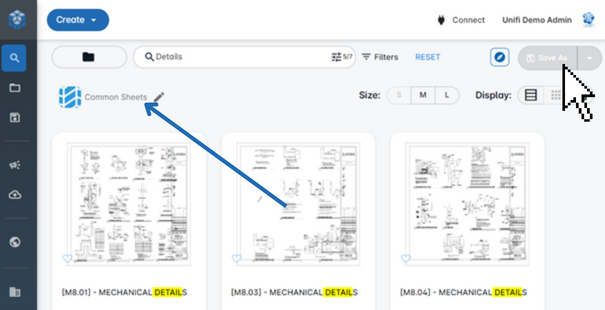 Create
Connect
Unifi Demo Admin
Details
5/7
Filters
RESET
Save As
Common Sheets
Size:
S
M
L
Display:
[M8.01] - MECHANICAL DETAILS
[M8.03] - MECHANICAL DETAILS
[M8.04] - MECHANICAL DETAILS